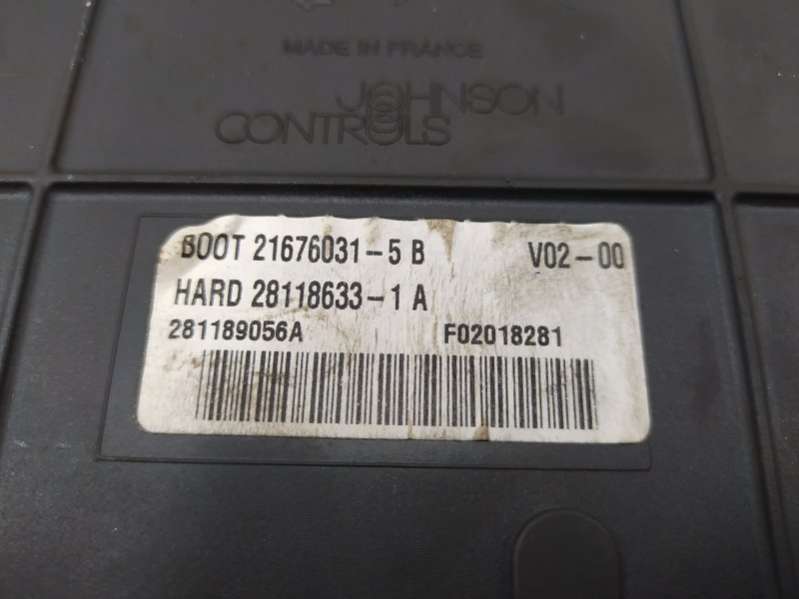 MADE IN FRANCE
JOHNSON
CONTROLS
BOOT 21676031-5 B V02-00
HARD 28118633-1 A
281189056A F02018281